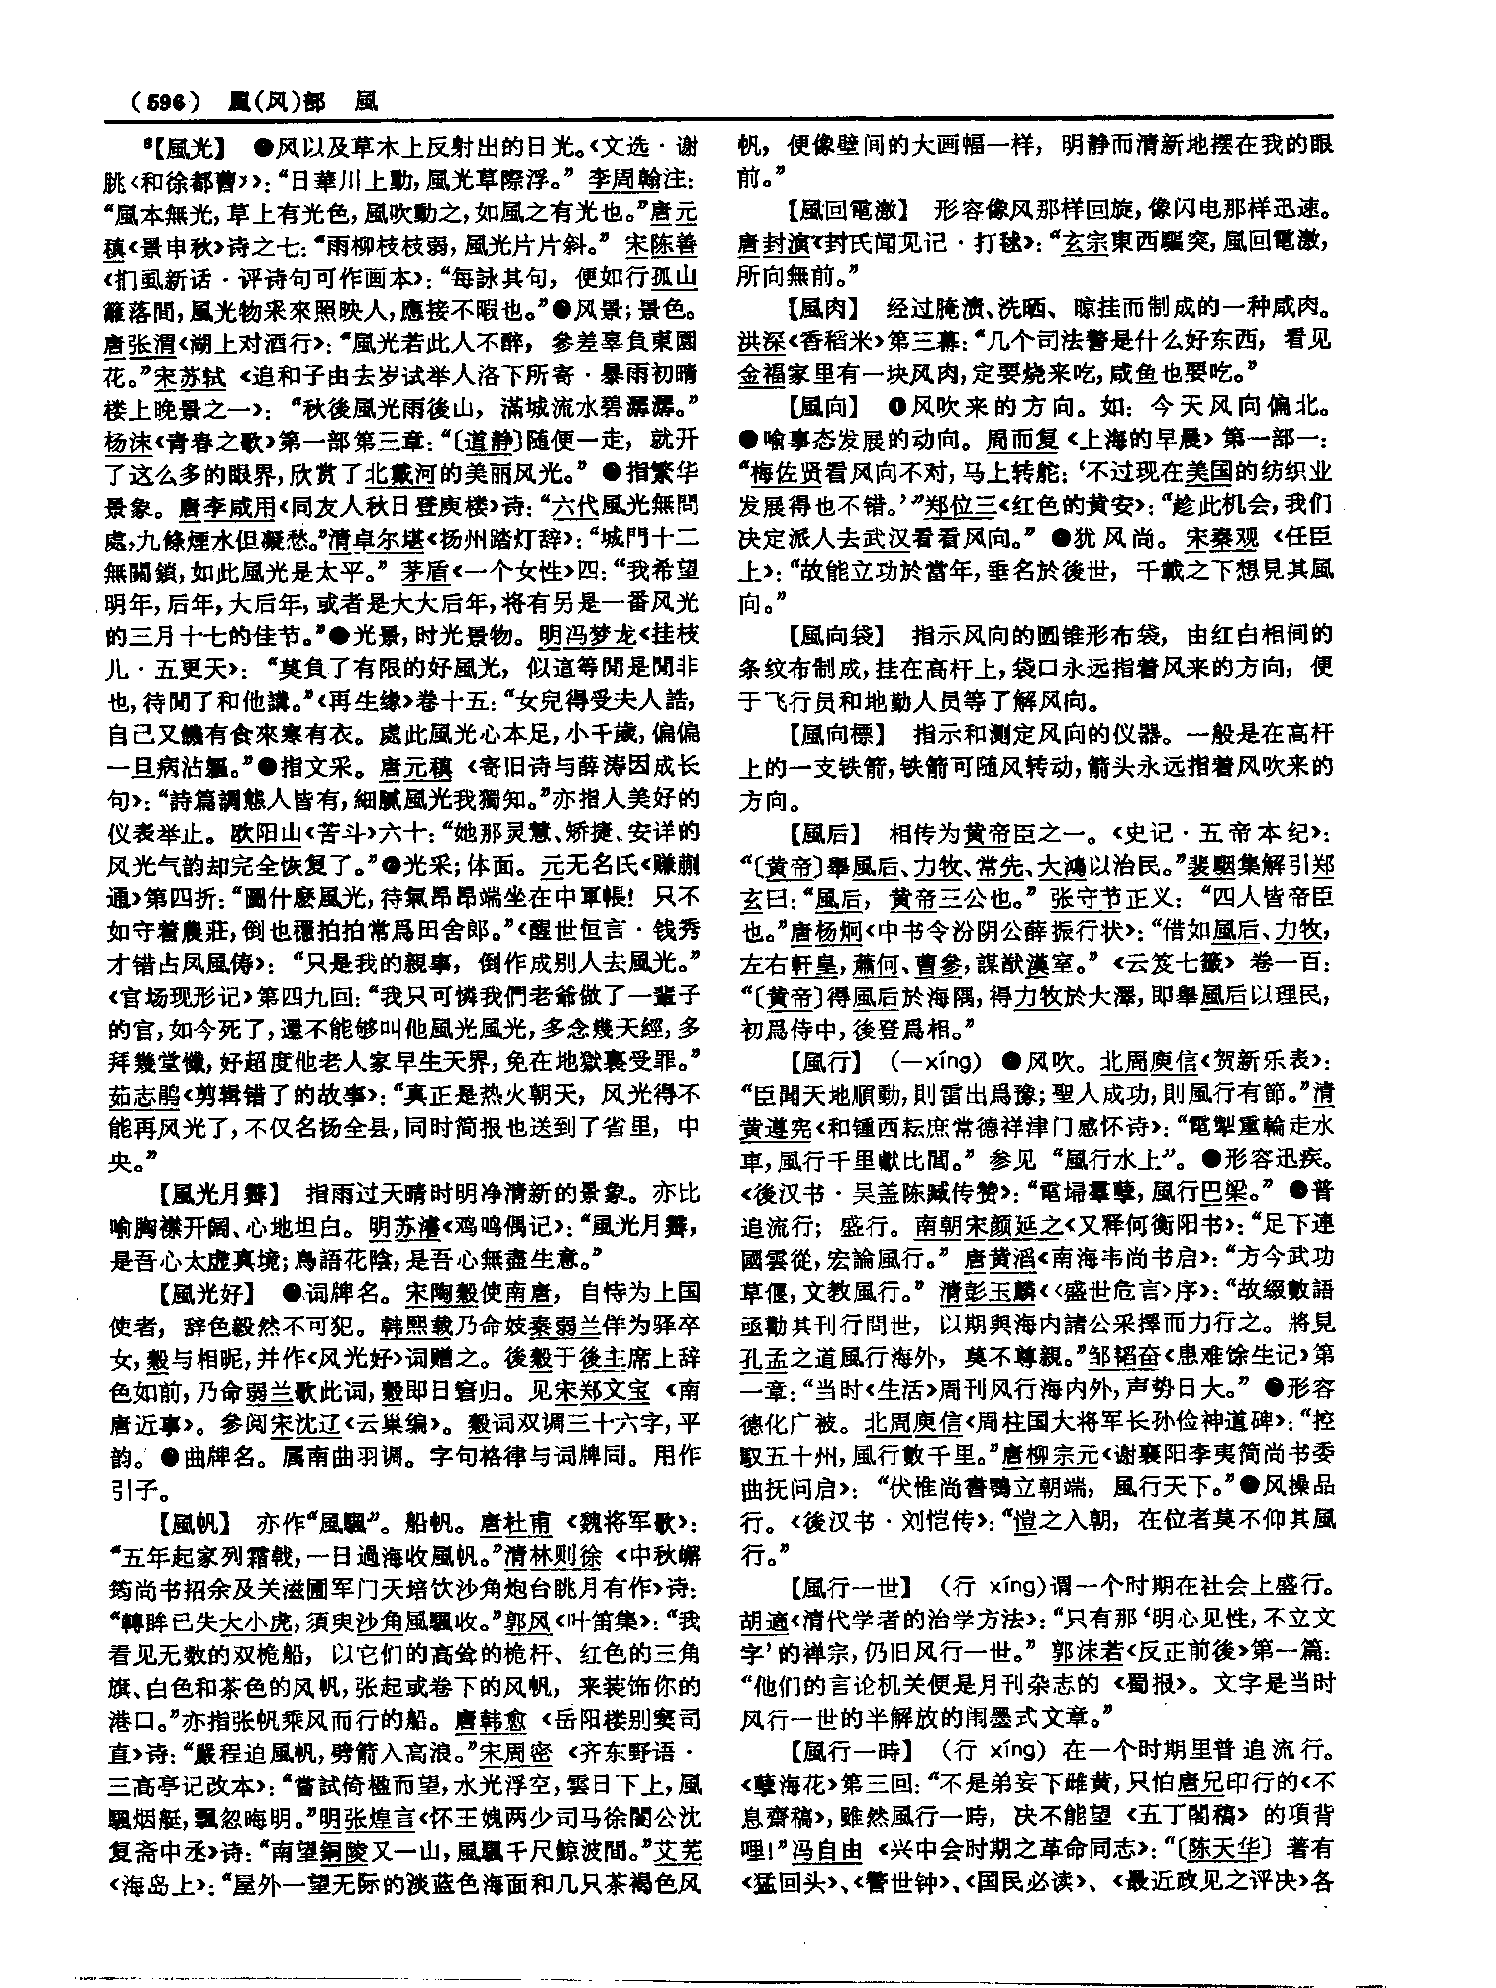 (596) 風(风)部 風
⁸【風光】 ●风以及草木上反射出的日光。《文选·谢
朓〈和徐都曹〉》：“日華川上動，風光草際浮。”李周翰注：
“風本無光，草上有光色，風吹動之，如風之有光也。”唐元
稹《景申秋》诗之七：“雨柳枝枝弱，風光片片斜。”宋陈善
《扪虱新话·评诗句可作画本》：“每詠其句，便如行孤山
籬落間，風光物采來照映人，應接不暇也。”●风景；景色。
唐张渭《湖上对酒行》：“風光若此人不醉，參差辜負東園
花。”宋苏轼《追和子由去岁试举人洛下所寄·暴雨初晴
楼上晚景之一》：“秋後風光雨後山，滿城流水碧潺潺。”
杨沫《青春之歌》第一部第三章：“〔道静〕随便一走，就开
了这么多的眼界，欣赏了北戴河的美丽风光。”●指繁华
景象。唐李咸用《同友人秋日登庾楼》诗：“六代風光無問
處，九條煙水但凝愁。”清卓尔堪《扬州踏灯辞》：“城門十二
無關鎖，如此風光是太平。”茅盾《一个女性》四：“我希望
明年，后年，大后年，或者是大大后年，将有另是一番风光
的三月十七的佳节。”●光景，时光景物。明冯梦龙《挂枝
儿·五更天》：“莫負了有限的好風光，似這等閒是閒非
也，待閒了和他講。”《再生缘》卷十五：“女兒得受夫人誥，
自己又饑有食來寒有衣。處此風光心本足，小千歲，偏偏
一旦病沾軀。”●指文采。唐元稹《寄旧诗与薛涛因成长
句》：“詩篇調態人皆有，細膩風光我獨知。”亦指人美好的
仪表举止。欧阳山《苦斗》六十：“她那灵慧、矫捷、安详的
风光气韵却完全恢复了。”●光采；体面。元无名氏《赚蒯
通》第四折：“圖什麽風光，待氣昂昂端坐在中軍帳！只不
如守着農莊，倒也穩拍拍常爲田舍郎。”《醒世恒言·钱秀
才错占凤凰俦》：“只是我的親事，倒作成别人去風光。”
《官场现形记》第四九回：“我只可憐我們老爺做了一輩子
的官，如今死了，還不能够叫他風光風光，多念幾天經，多
拜幾堂懺，好超度他老人家早生天界，免在地獄裏受罪。”
茹志鹃《剪辑错了的故事》：“真正是热火朝天，风光得不
能再风光了，不仅名扬全县，同时简报也送到了省里，中
央。”
【風光月霽】 指雨过天晴时明净清新的景象。亦比
喻胸襟开阔、心地坦白。明苏濬《鸡鸣偶记》：“風光月霽，
是吾心太虚真境；鳥語花陰，是吾心無盡生意。”
【風光好】 ●词牌名。宋陶穀使南唐，自恃为上国
使者，辞色毅然不可犯。韩熙载乃命妓秦弱兰佯为驿卒
女，穀与相昵，并作《风光好》词赠之。後穀于後主席上辞
色如前，乃命弱兰歌此词，穀即日窘归。见宋郑文宝《南
唐近事》。参阅宋沈辽《云巢编》。穀词双调三十六字，平
韵。●曲牌名。属南曲羽调。字句格律与词牌同。用作
引子。
【風帆】 亦作“風颿”。船帆。唐杜甫《魏将军歌》：
“五年起家列霜戟，一日過海收風帆。”清林则徐《中秋嶰
筠尚书招余及关滋圃军门天培饮沙角炮台眺月有作》诗：
“轉眸已失大小虎，須臾沙角風颿收。”郭风《叶笛集》：“我
看见无数的双桅船，以它们的高耸的桅杆、红色的三角
旗、白色和茶色的风帆，张起或卷下的风帆，来装饰你的
港口。”亦指张帆乘风而行的船。唐韩愈《岳阳楼别窦司
直》诗：“嚴程迫風帆，劈箭入高浪。”宋周密《齐东野语·
三高亭记改本》：“嘗試倚楹而望，水光浮空，雲日下上，風
颿烟艇，飄忽晦明。”明张煌言《怀王媿两少司马徐闇公沈
复斋中丞》诗：“南望銅陵又一山，風颿千尺鲸波間。”艾芜
《海岛上》：“屋外一望无际的淡蓝色海面和几只茶褐色风
帆，便像壁间的大画幅一样，明静而清新地摆在我的眼
前。”
【風回電激】 形容像风那样回旋，像闪电那样迅速。
唐封演《封氏闻见记·打毬》：“玄宗東西驅突，風回電激，
所向無前。”
【風肉】 经过腌渍、洗晒、晾挂而制成的一种咸肉。
洪深《香稻米》第三幕：“几个司法警是什么好东西，看见
金福家里有一块风肉，定要烧来吃，咸鱼也要吃。”
【風向】 ❶风吹来的方向。如：今天风向偏北。
●喻事态发展的动向。周而复《上海的早晨》第一部一：
“梅佐贤看风向不对，马上转舵：‘不过现在美国的纺织业
发展得也不错。’”郑位三《红色的黄安》：“趁此机会，我们
决定派人去武汉看看风向。”●犹风尚。宋秦观《任臣
上》：“故能立功於當年，垂名於後世，千載之下想見其風
向。”
【風向袋】 指示风向的圆锥形布袋，由红白相间的
条纹布制成，挂在高杆上，袋口永远指着风来的方向，便
于飞行员和地勤人员等了解风向。
【風向標】 指示和测定风向的仪器。一般是在高杆
上的一支铁箭，铁箭可随风转动，箭头永远指着风吹来的
方向。
【風后】 相传为黄帝臣之一。《史记·五帝本纪》：
“〔黄帝〕舉風后、力牧、常先、大鴻以治民。”裴駰集解引郑
玄曰：“風后，黄帝三公也。”张守节正义：“四人皆帝臣
也。”唐杨炯《中书令汾阴公薛振行状》：“借如風后、力牧，
左右軒皇，蕭何、曹參，謀猷漢室。”《云笈七籤》卷一百：
“〔黄帝〕得風后於海隅，得力牧於大澤，即舉風后以理民，
初爲侍中，後登爲相。”
【風行】 (—xíng) ●风吹。北周庾信《贺新乐表》：
“臣聞天地順動，則雷出爲豫；聖人成功，則風行有節。”清
黄遵宪《和锺西耘庶常德祥津门感怀诗》：“電掣重輪走水
車，風行千里獻比閭。”参见“風行水上”。●形容迅疾。
《後汉书·吴盖陈臧传赞》：“電埽羣孽，風行巴梁。”●普
追流行；盛行。南朝宋颜延之《又释何衡阳书》：“足下連
國雲從，宏論風行。”唐黄滔《南海韦尚书启》：“方今武功
草偃，文教風行。”清彭玉麟《〈盛世危言〉序》：“故綴數語
亟勸其刊行問世，以期與海内諸公采擇而力行之。將見
孔孟之道風行海外，莫不尊親。”邹韬奋《患难馀生记》第
一章：“当时《生活》周刊风行海内外，声势日大。”●形容
德化广被。北周庾信《周柱国大将军长孙俭神道碑》：“控
馭五十州，風行數千里。”唐柳宗元《谢襄阳李夷简尚书委
曲抚问启》：“伏惟尚書鶚立朝端，風行天下。”●风操品
行。《後汉书·刘恺传》：“愷之入朝，在位者莫不仰其風
行。”
【風行一世】 (行 xíng)谓一个时期在社会上盛行。
胡適《清代学者的治学方法》：“只有那‘明心见性，不立文
字’的禅宗，仍旧风行一世。”郭沫若《反正前後》第一篇：
“他们的言论机关便是月刊杂志的《蜀报》。文字是当时
风行一世的半解放的闱墨式文章。”
【風行一時】 (行 xíng) 在一个时期里普追流行。
《孽海花》第三回：“不是弟妄下雌黄，只怕唐兄印行的《不
息齋稿》，雖然風行一時，决不能望《五丁閣稿》的項背
哩！”冯自由《兴中会时期之革命同志》：“〔陈天华〕著有
《猛回头》、《警世钟》、《国民必读》、《最近政见之评决》各